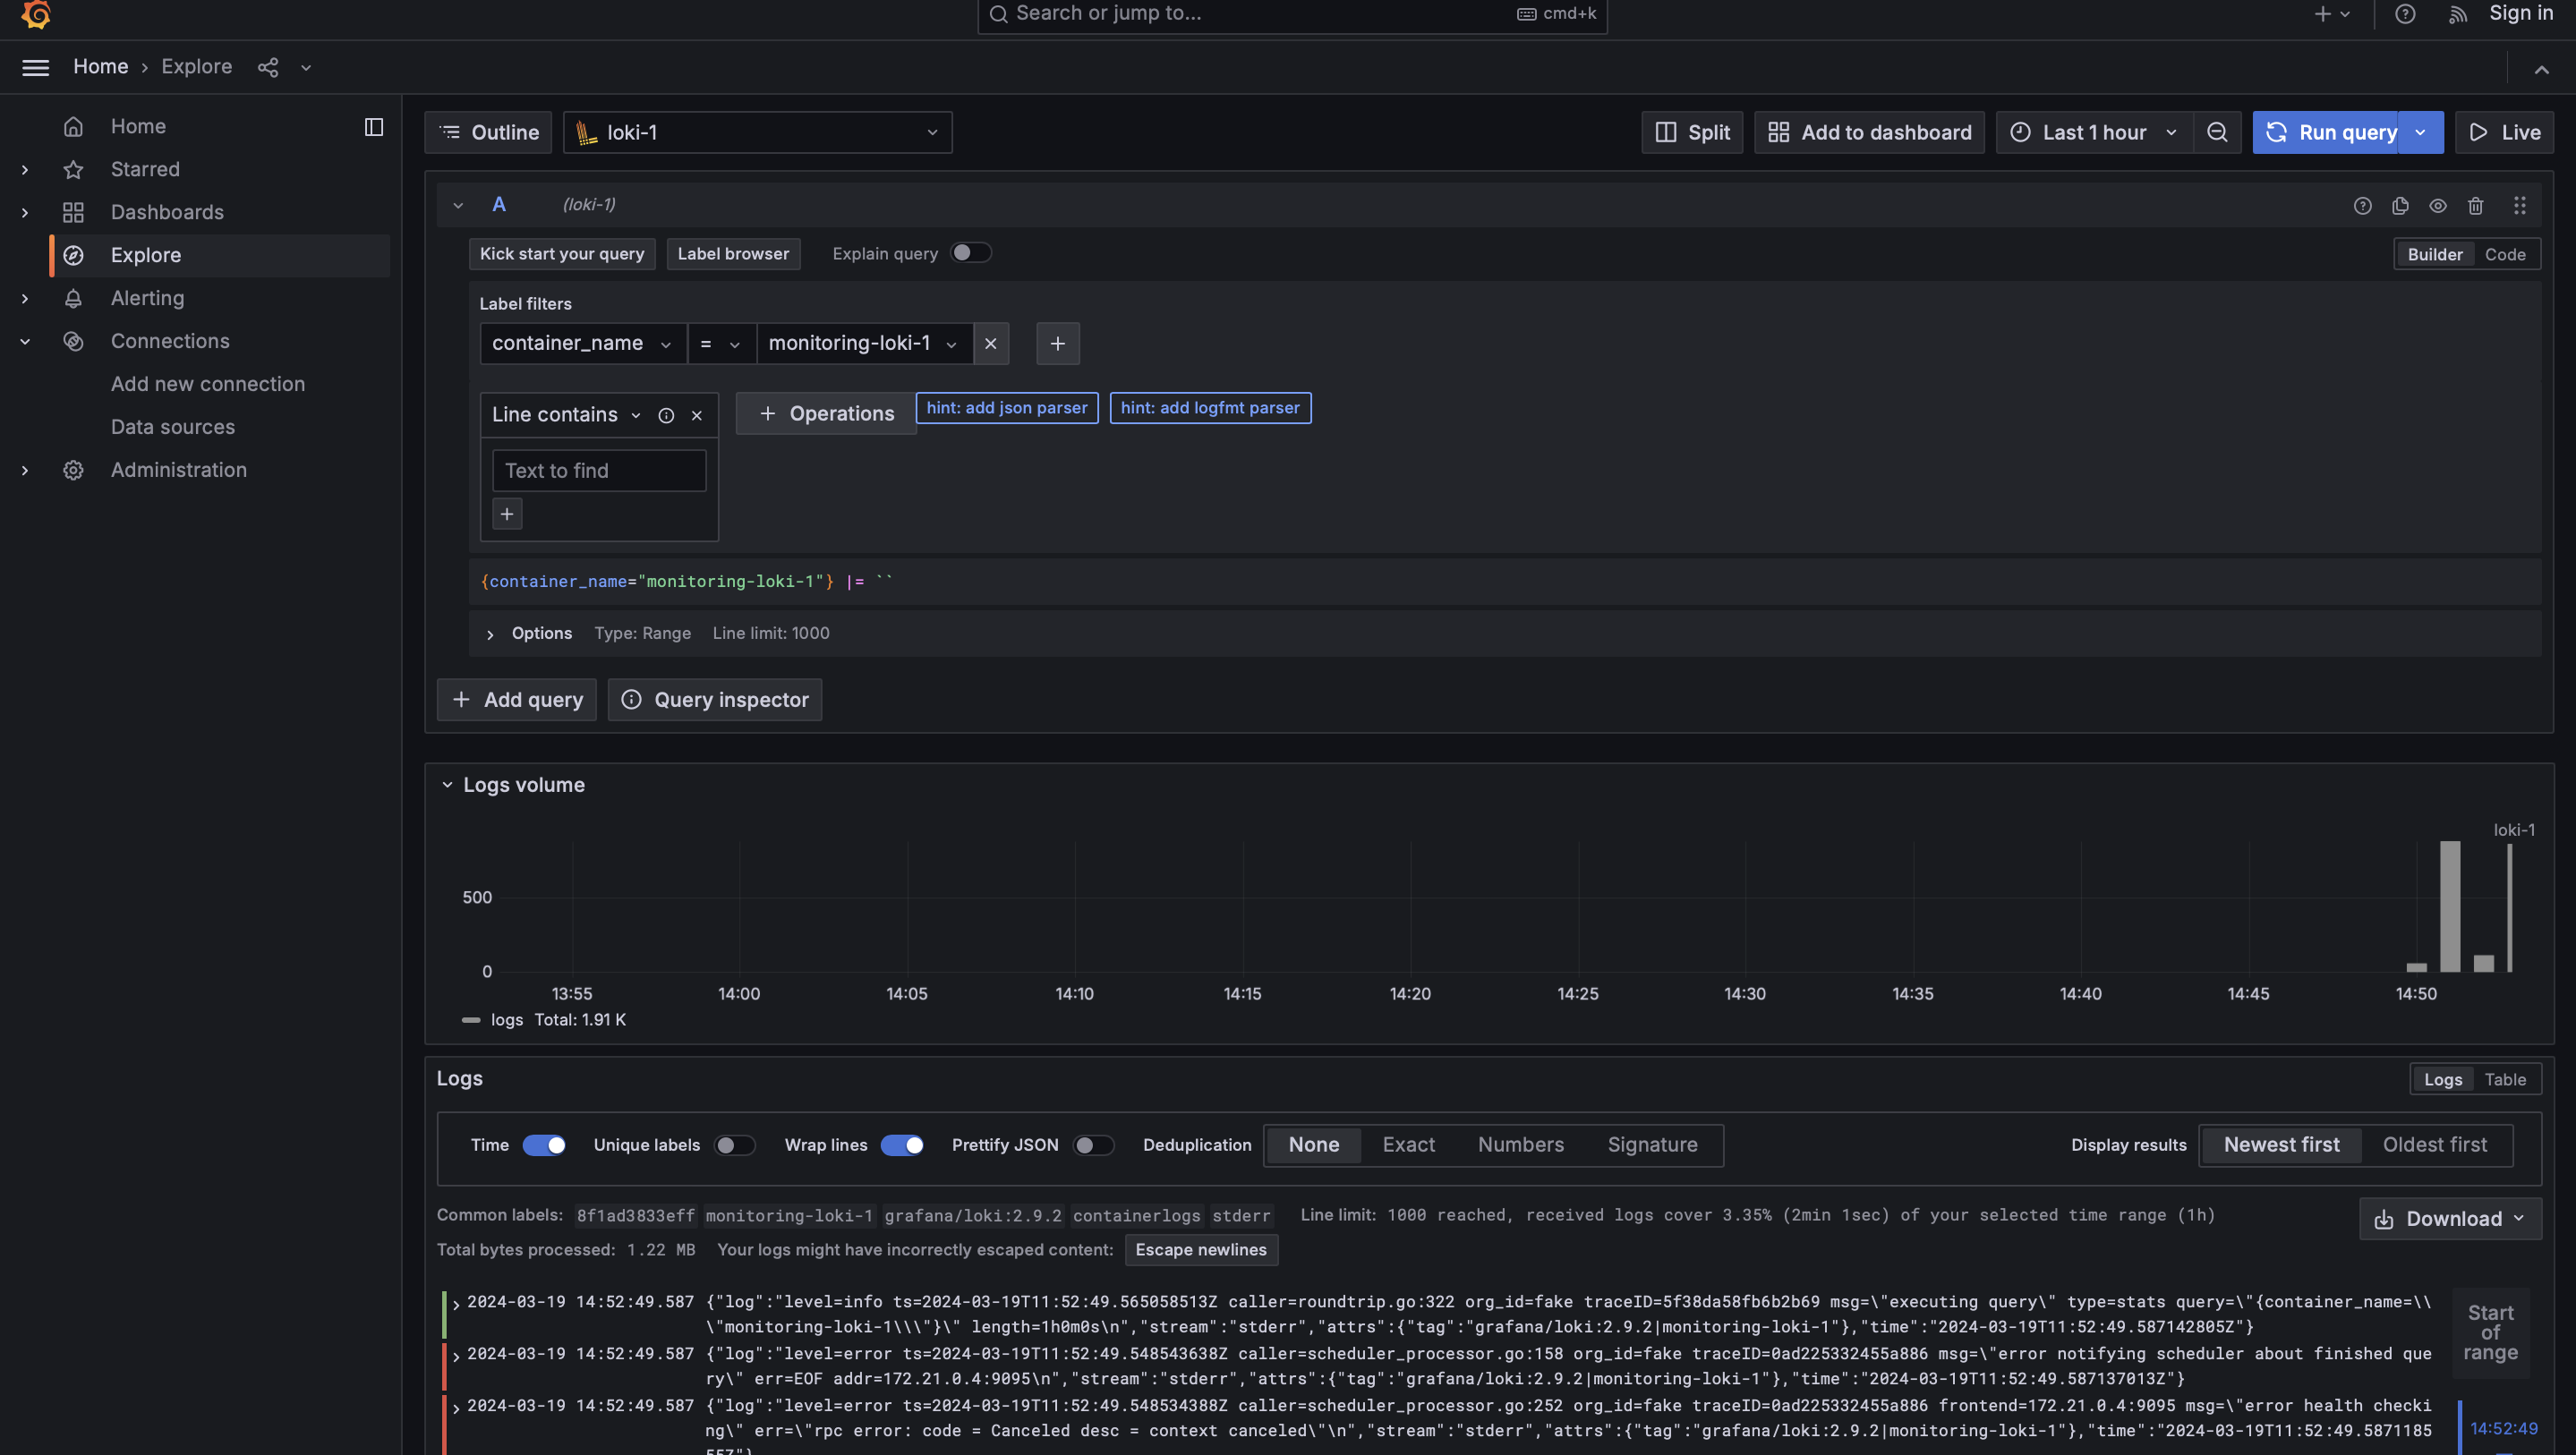 Search or jump to...
cmd+k
Sign in
Home › Explore
Home
Starred
Dashboards
Explore
Alerting
Connections
Add new connection
Data sources
Administration
Outline
loki-1
Split
Add to dashboard
Last 1 hour
Run query
Live
A (loki-1)
Kick start your query
Label browser
Explain query
Builder
Code
Label filters
container_name
=
monitoring-loki-1
Line contains
Operations
hint: add json parser
hint: add logfmt parser
Text to find
{container_name="monitoring-loki-1"} |= ``
Options Type: Range Line limit: 1000
Add query
Query inspector
Logs volume
loki-1
500
0
13:55 14:00 14:05 14:10 14:15 14:20 14:25 14:30 14:35 14:40 14:45 14:50
logs Total: 1.91 K
Logs
Logs
Table
Time
Unique labels
Wrap lines
Prettify JSON
Deduplication
None
Exact
Numbers
Signature
Display results
Newest first
Oldest first
Common labels: 8f1ad3833eff monitoring-loki-1 grafana/loki:2.9.2 containerlogs stderr Line limit: 1000 reached, received logs cover 3.35% (2min 1sec) of your selected time range (1h)
Download
Total bytes processed: 1.22 MB Your logs might have incorrectly escaped content: Escape newlines
2024-03-19 14:52:49.587 {"log":"level=info ts=2024-03-19T11:52:49.565058513Z caller=roundtrip.go:322 org_id=fake traceID=5f38da58fb6b2b69 msg=\"executing query\" type=stats query=\"{container_name=\\
\"monitoring-loki-1\\\"}\" length=1h0m0s\n","stream":"stderr","attrs":{"tag":"grafana/loki:2.9.2|monitoring-loki-1"},"time":"2024-03-19T11:52:49.587142805Z"}
2024-03-19 14:52:49.587 {"log":"level=error ts=2024-03-19T11:52:49.548543638Z caller=scheduler_processor.go:158 org_id=fake traceID=0ad225332455a886 msg=\"error notifying scheduler about finished que
ry\" err=EOF addr=172.21.0.4:9095\n","stream":"stderr","attrs":{"tag":"grafana/loki:2.9.2|monitoring-loki-1"},"time":"2024-03-19T11:52:49.587137013Z"}
2024-03-19 14:52:49.587 {"log":"level=error ts=2024-03-19T11:52:49.548534388Z caller=scheduler_processor.go:252 org_id=fake traceID=0ad225332455a886 frontend=172.21.0.4:9095 msg=\"error health checki
ng\" err=\"rpc error: code = Canceled desc = context canceled\"\n","stream":"stderr","attrs":{"tag":"grafana/loki:2.9.2|monitoring-loki-1"},"time":"2024-03-19T11:52:49.5871185
Start
of
range
14:52:49